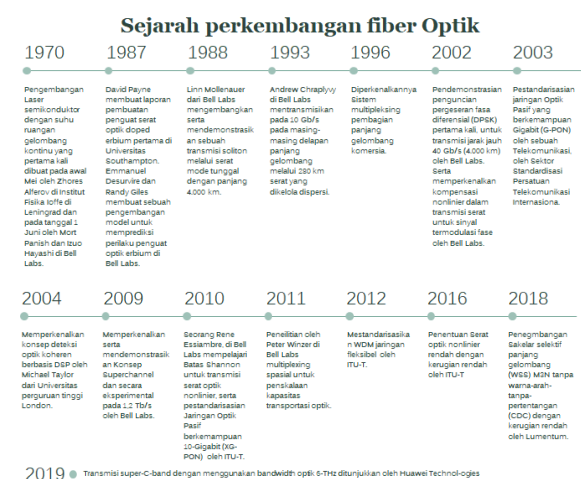 Sejarah perkembangan fiber Optik
1970
Pengembangan
Laser
semikonduktor
dengan suhu
ruangan
gelombang
kontinu yang
pertama kali
dibuat pada awal
Mei oleh Zhores
Alferov di Institut
Fisika Ioffe di
Leningrad dan
pada tanggal 1
Juni oleh Mort
Panish dan Izuo
Hayashi di Bell
Labs.
1987
David Payne
membuat laporan
pembuatan
penguat serat
optik doped
erbium pertama di
Universitas
Southampton.
Emmanuel
Desurvire dan
Randy Giles
membuat sebuah
pengembangan
model untuk
memprediksi
perilaku penguat
optik erbium di
Bell Labs.
1988
Linn Mollenauer
dari Bell Labs
mengembangkan
serta
mendemonstrasik
an sebuah
transmisi soliton
melalui serat
mode tunggal
dengan panjang
4.000 km.
1993
Andrew Chraplyvy
di Bell Labs
mentransmisikan
pada 10 Gb/s
pada masing-
masing delapan
panjang
gelombang
melalui 280 km
serat yang
dikelola dispersi.
1996
Diperkenalkannya
Sistem
multipleksing
pembagian
panjang
gelombang
komersia.
2002
Pendemonstrasian
penguncian
pergeseran fasa
diferensial (DPSK)
pertama kali, untuk
transmisi jarak jauh
40 Gb/s (4.000 km)
oleh Bell Labs.
Serta
memperkenalkan
kompensasi
nonlinier dalam
transmisi serat
untuk sinyal
termodulasi fase
oleh Bell Labs.
2003
Pestandarisasian
jaringan Optik
Pasif yang
berkemampuan
Gigabit (G-PON)
oleh sebuah
Telekomunikasi,
oleh Sektor
Standardisasi
Persatuan
Telekomunikasi
Internasiona.
2004
Memperkenalkan
konsep deteksi
optik koheren
berbasis DSP oleh
Michael Taylor
dari Universitas
perguruan tinggi
London.
2009
Memperkenalkan
serta
mendemonstrasik
an Konsep
Superchannel
dan secara
eksperimental
pada 1,2 Tb/s
oleh Bell Labs.
2010
Seorang Rene
Essiambre, di Bell
Labs mempelajari
Batas Shannon
untuk transmisi
serat optik
nonlinier, serta
pestandarisasian
Jaringan Optik
Pasif
berkemampuan
10-Gigabit (XG-
PON) oleh ITU-T.
2011
Peneilitian oleh
Peter Winzer di
Bell Labs
multiplexing
spasial untuk
penskalaan
kapasitas
transportasi optik.
2012
Mestandarisasika
n WDM jaringan
fleksibel oleh
ITU-T.
2016
Penentuan Serat
optik nonlinier
rendah dengan
kerugian rendah
oleh ITU-T
2018
Penegmbangan
Sakelar selektif
panjang
gelombang
(WSS) M3N tanpa
warna-arah-
tanpa-
pertentangan
(CDC) dengan
kerugian rendah
oleh Lumentum.
2019
Transmisi super-C-band dengan menggunakan bandwidth optik 6-THz ditunjukkan oleh Huawei Technol-ogies